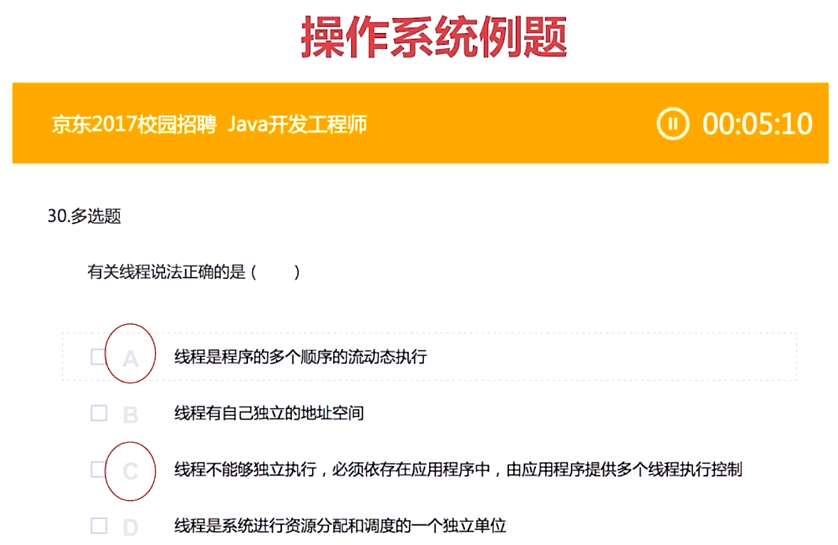 操作系统例题
京东2017校园招聘 Java开发工程师
00:05:10
30.多选题
有关线程说法正确的是( )
A 线程是程序的多个顺序的流动态执行
B 线程有自己独立的地址空间
C 线程不能够独立执行，必须依存在应用程序中，由应用程序提供多个线程执行控制
D 线程是系统进行资源分配和调度的一个独立单位